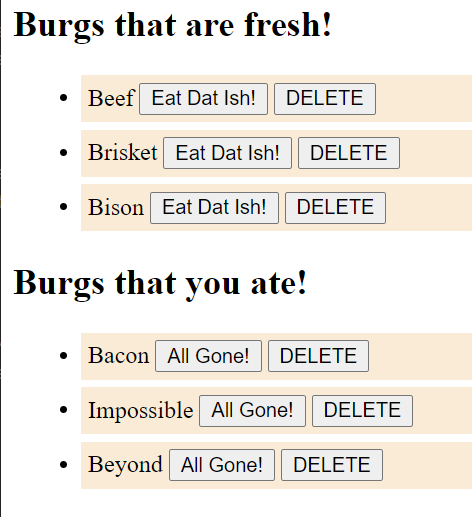 Burgs that are fresh!
Beef Eat Dat Ish! DELETE
Brisket Eat Dat Ish! DELETE
Bison Eat Dat Ish! DELETE
Burgs that you ate!
Bacon All Gone! DELETE
Impossible All Gone! DELETE
Beyond All Gone! DELETE